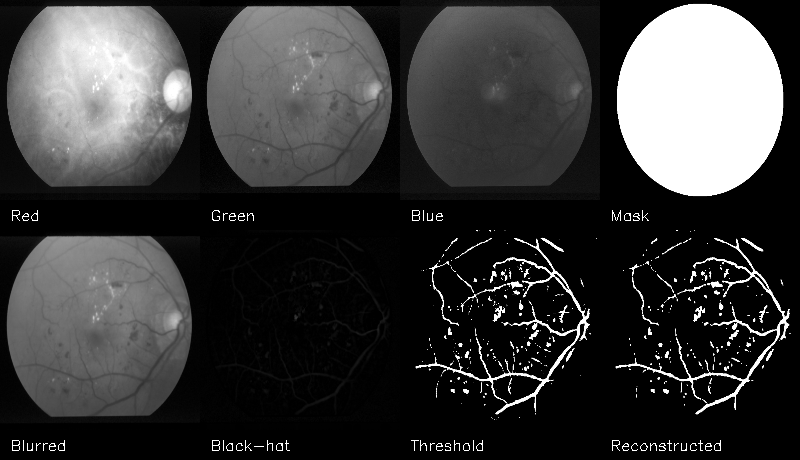 Red
Green
Blue
Mask
Blurred
Black-hat
Threshold
Reconstructed